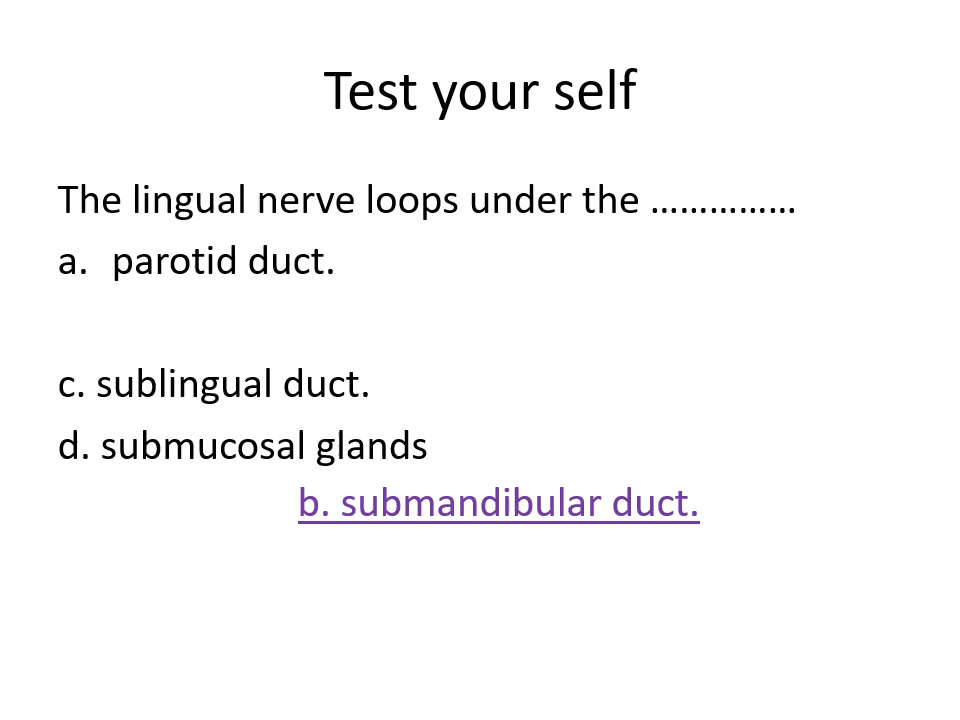 Test your self
The lingual nerve loops under the ……………
a. parotid duct.
c. sublingual duct.
d. submucosal glands
b. submandibular duct.